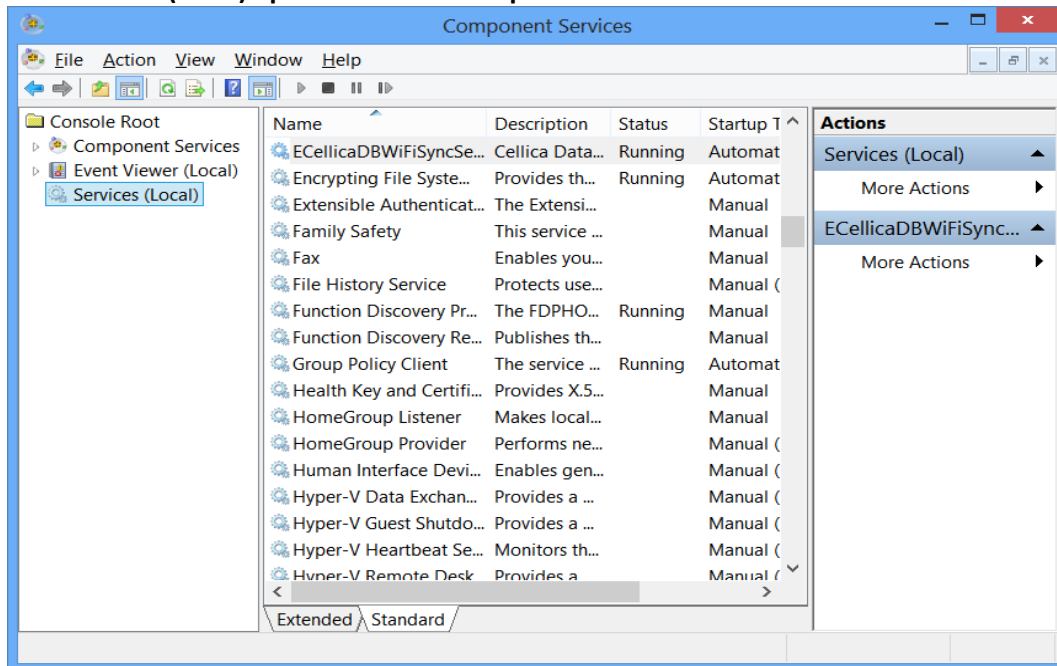 Component Services
File Action View Window Help
Console Root
Component Services
Event Viewer (Local)
Services (Local)
Name Description Status Startup T
ECellicaDBWiFiSyncSe... Cellica Data... Running Automat
Encrypting File Syste... Provides th... Running Automat
Extensible Authenticat... The Extensi... Manual
Family Safety This service ... Manual
Fax Enables you... Manual
File History Service Protects use... Manual (
Function Discovery Pr... The FDPHO... Running Manual
Function Discovery Re... Publishes th... Manual
Group Policy Client The service ... Running Automat
Health Key and Certifi... Provides X.5... Manual
HomeGroup Listener Makes local... Manual
HomeGroup Provider Performs ne... Manual (
Human Interface Devi... Enables gen... Manual (
Hyper-V Data Exchan... Provides a ... Manual (
Hyper-V Guest Shutdo... Provides a ... Manual (
Hyper-V Heartbeat Se... Monitors th... Manual (
Hyper-V Remote Desk Provides a Manual (
Extended Standard
Actions
Services (Local)
More Actions
ECellicaDBWiFiSync...
More Actions